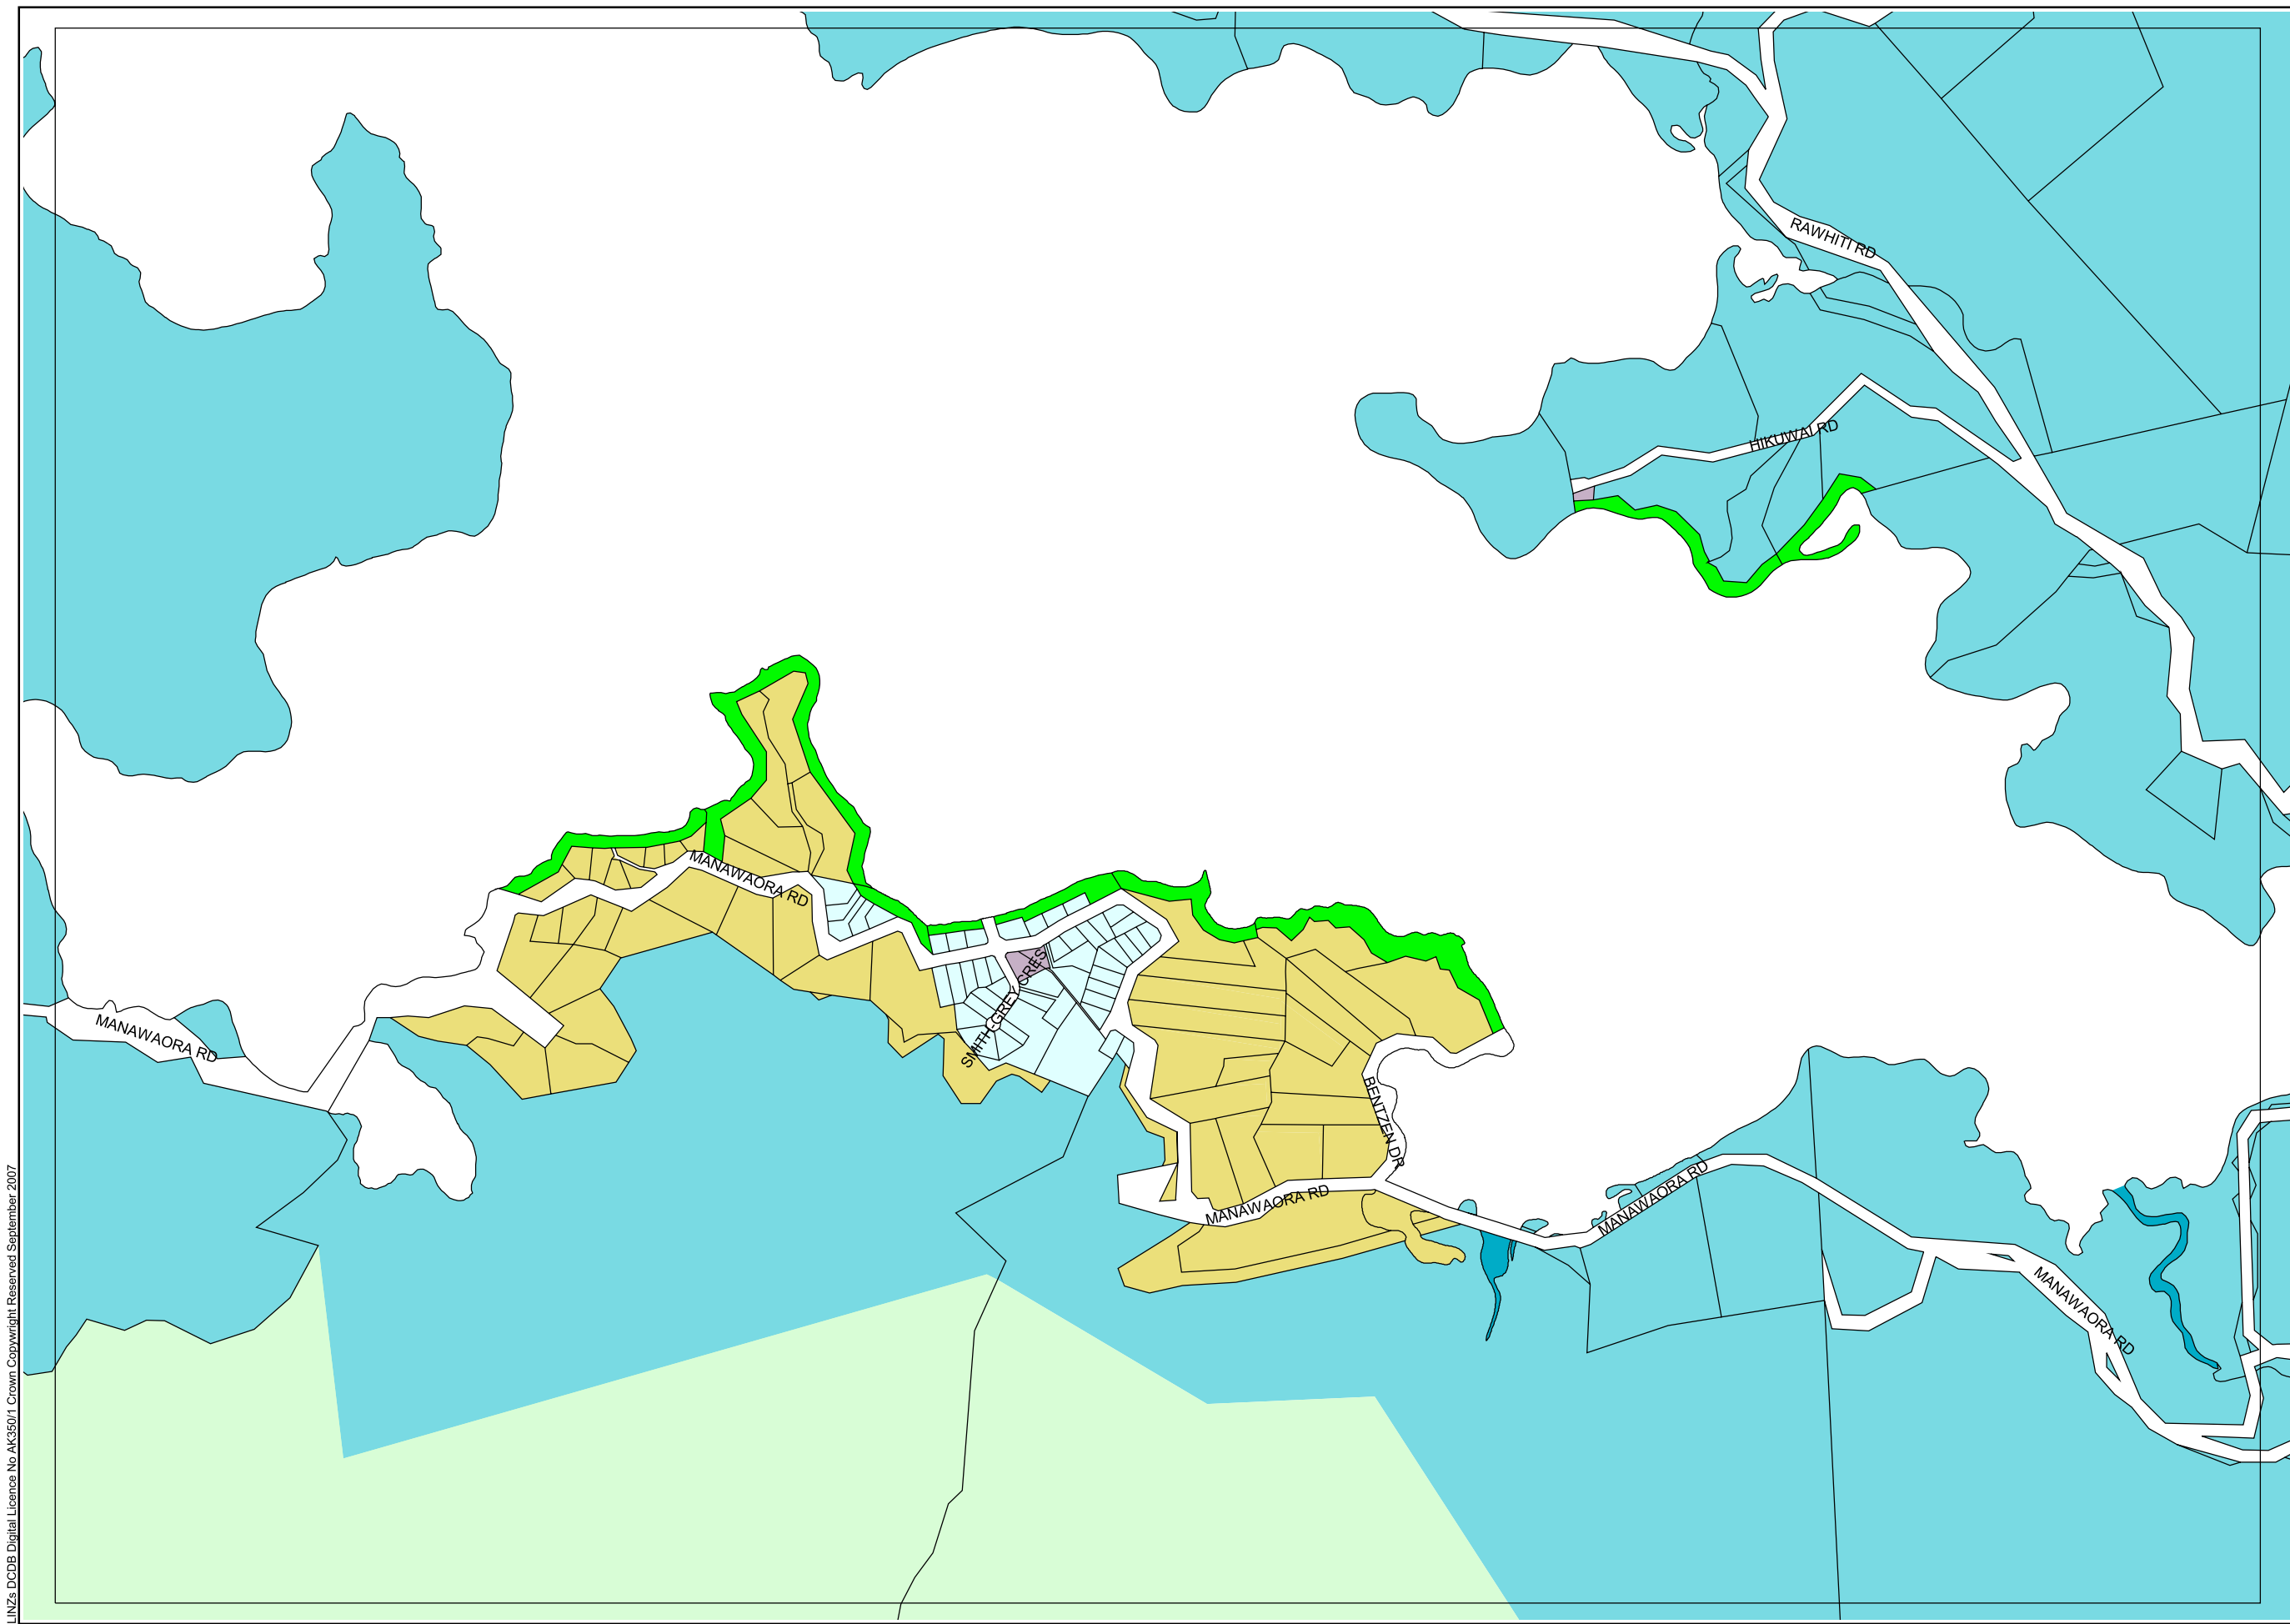 RAWHITI RD
HIKUWAI RD
MANAWAORA RD
SMITH-GREY CRES
MANAWAORA RD
BENTZEN DR
MANAWAORA RD
MANAWAORA RD
MANAWAORA RD
LINZs DCDB Digital Licence No AK350/1 Crown Copywright Reserved September 2007